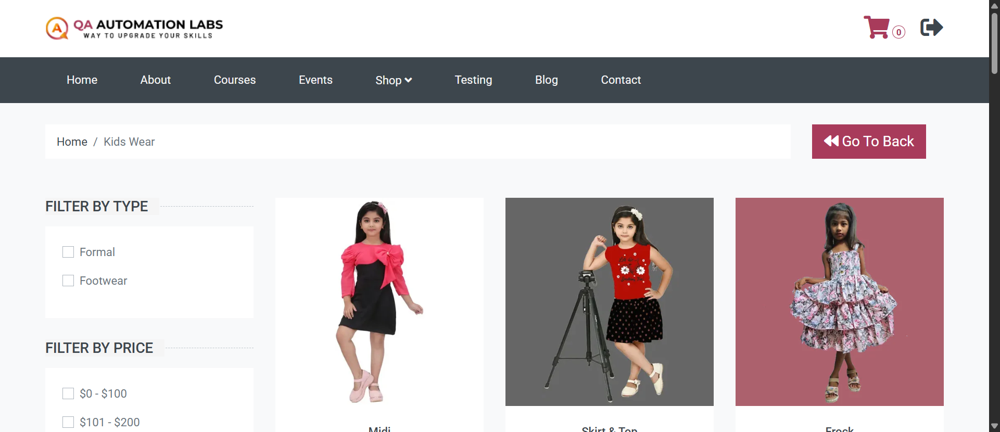 QA AUTOMATION LABS
WAY TO UPGRADE YOUR SKILLS
0
Home
About
Courses
Events
Shop
Testing
Blog
Contact
Home / Kids Wear
Go To Back
FILTER BY TYPE
Formal
Footwear
FILTER BY PRICE
$0 - $100
$101 - $200
Midi
Skirt & Top
Frock